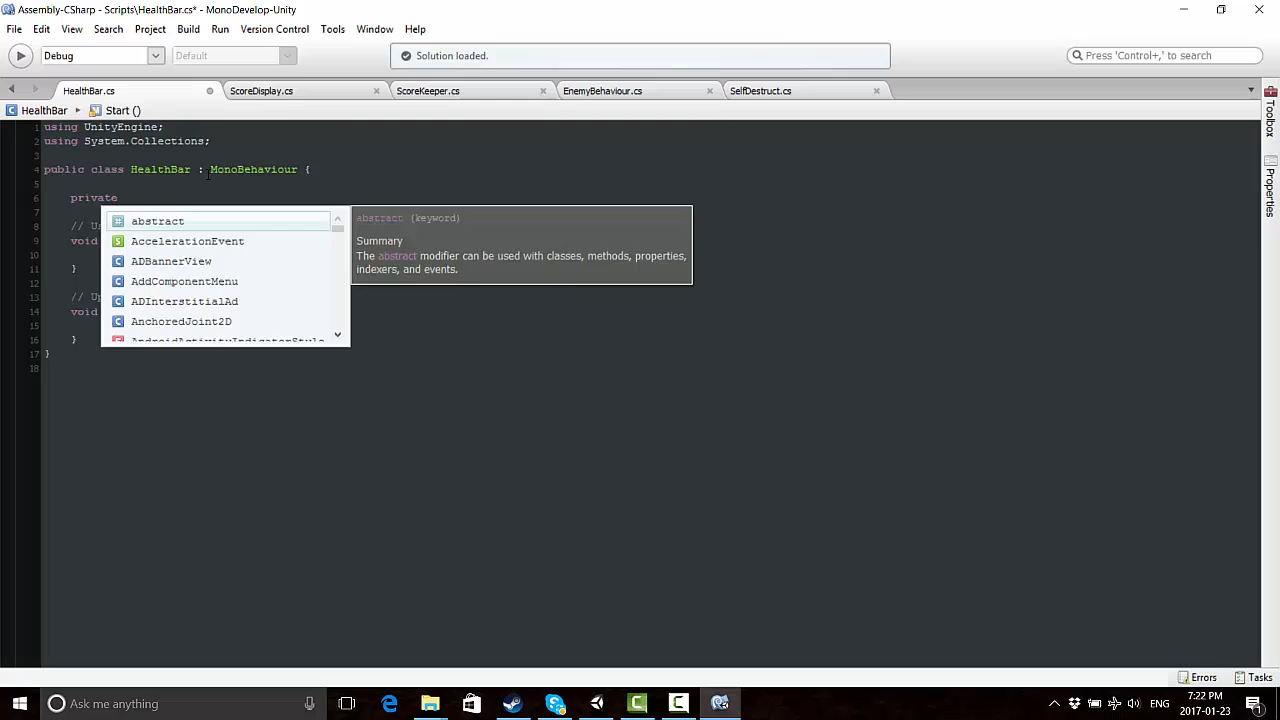 Assembly-CSharp - Scripts\HealthBar.cs* - MonoDevelop-Unity
File Edit View Search Project Build Run Version Control Tools Window Help
Debug Default Solution loaded. Press 'Control+,' to search
HealthBar.cs ScoreDisplay.cs ScoreKeeper.cs EnemyBehaviour.cs SelfDestruct.cs
HealthBar Start ()
Toolbox
Properties
1 using UnityEngine;
2 using System.Collections;
3
4 public class HealthBar : MonoBehaviour {
5
6 private
7
8 // U
9 void
10
11 }
12
13 // Up
14 void
15
16 }
17 }
18
abstract
AccelerationEvent
ADBannerView
AddComponentMenu
ADInterstitialAd
AnchoredJoint2D
AndroidActivityIndicatorStyle
abstract (keyword)
Summary
The abstract modifier can be used with classes, methods, properties,
indexers, and events.
Errors Tasks
Ask me anything
ENG
7:22 PM
2017-01-23